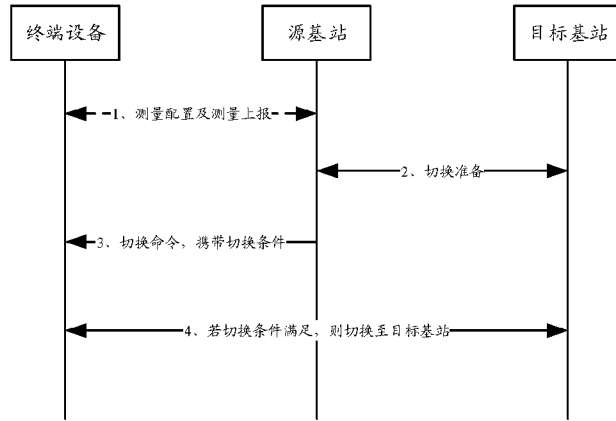 终端设备
源基站
目标基站
1、测量配置及测量上报
2、切换准备
3、切换命令，携带切换条件
4、若切换条件满足，则切换至目标基站